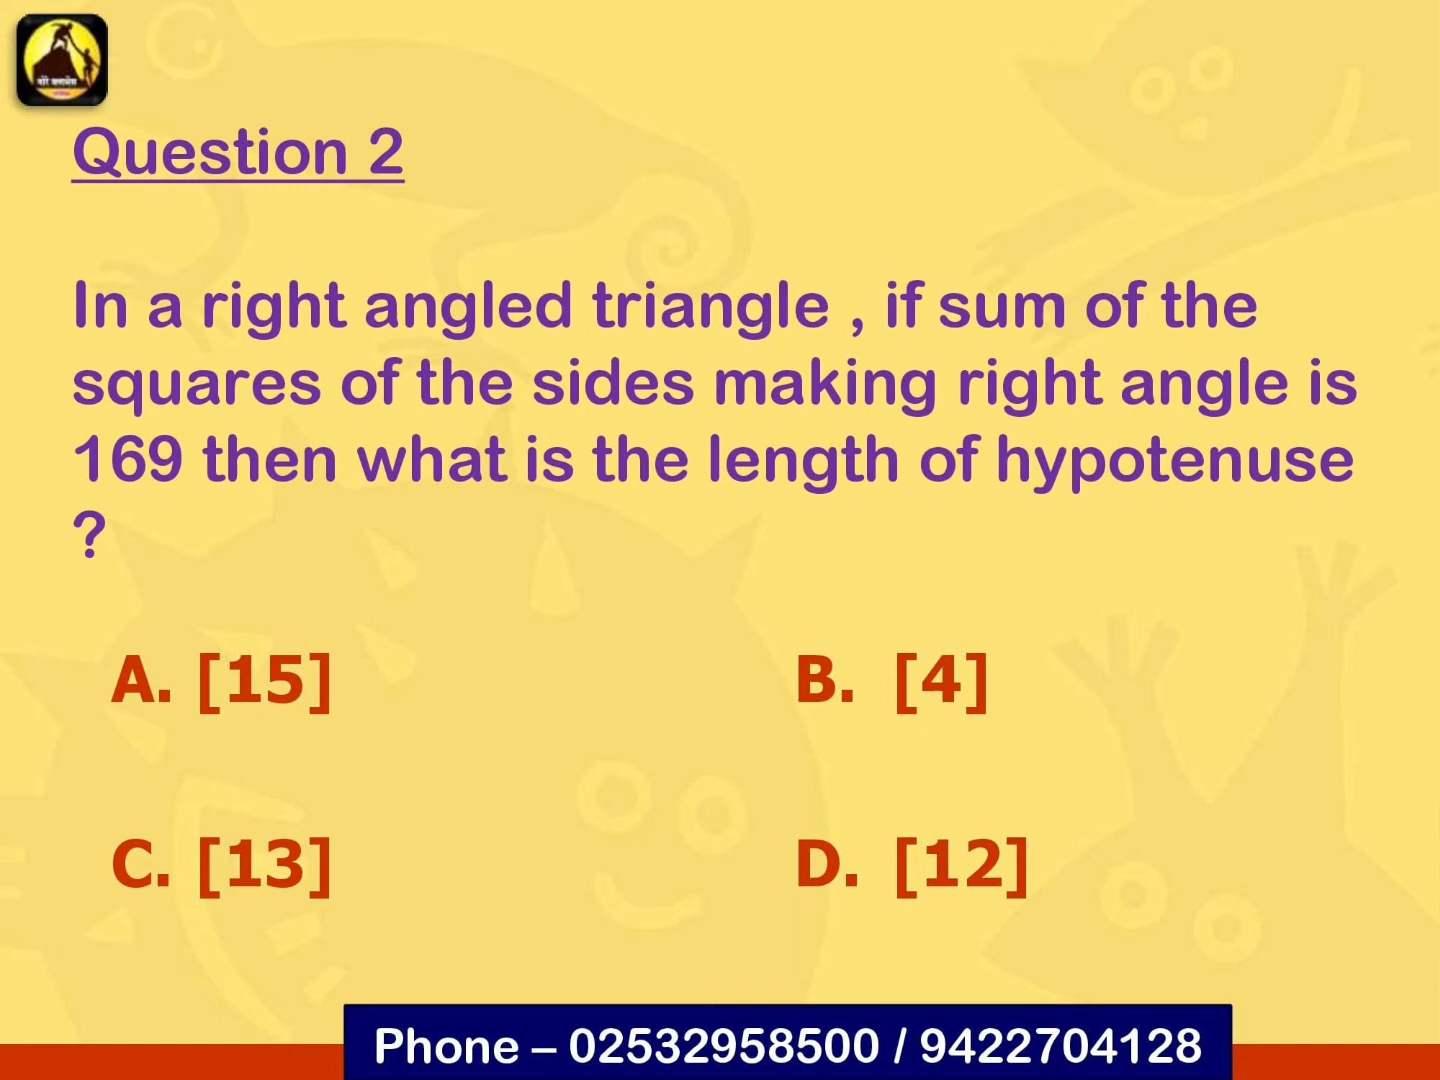 Question 2
In a right angled triangle , if sum of the
squares of the sides making right angle is
169 then what is the length of hypotenuse
?
A. [15]
B. [4]
C. [13]
D. [12]
Phone – 02532958500 / 9422704128